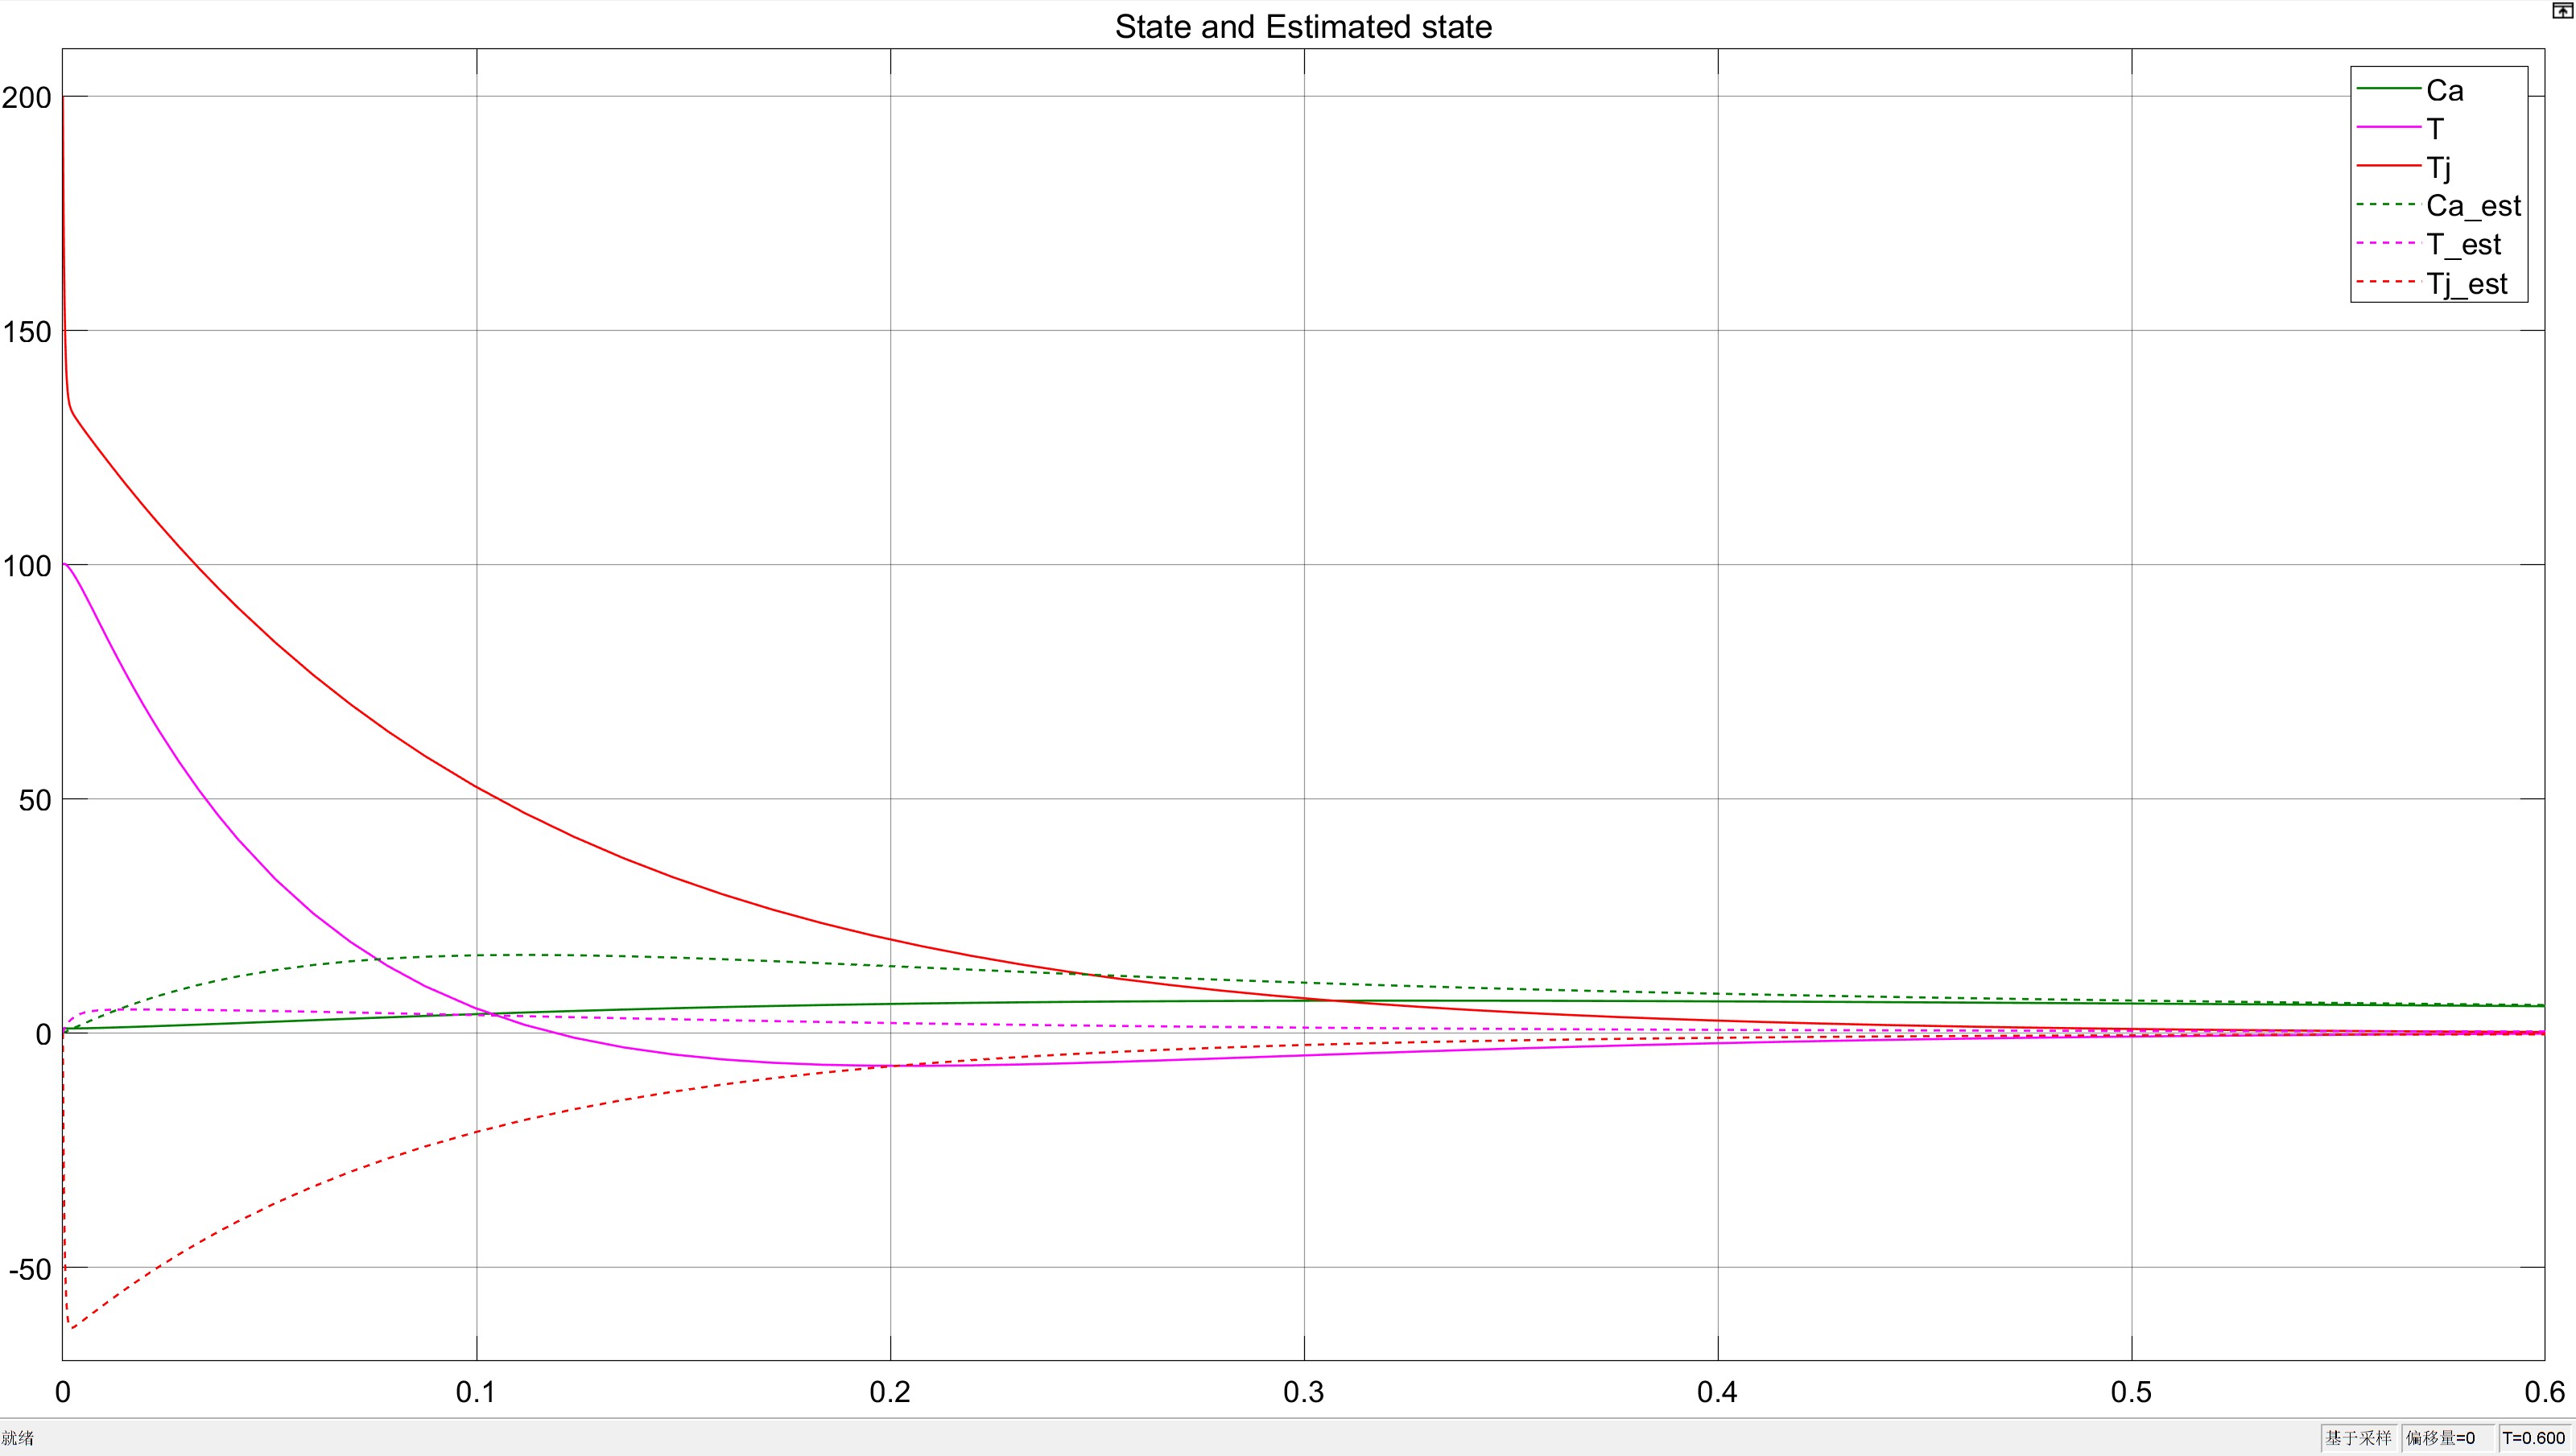 State and Estimated state
200
150
100
50
0
-50
Ca
T
Tj
Ca_est
T_est
Tj_est
0 0.1 0.2 0.3 0.4 0.5 0.6
就绪 基于采样 偏移量=0 T=0.600